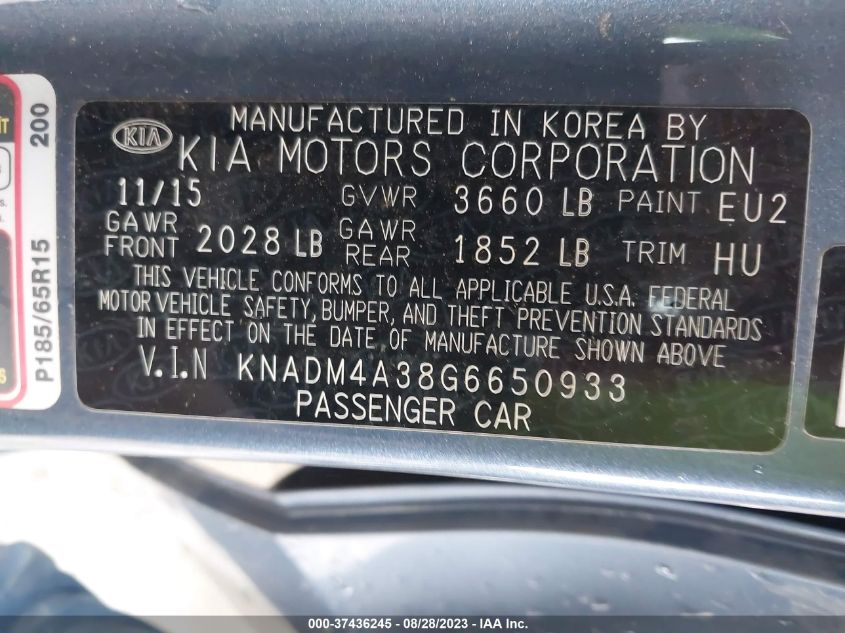 MANUFACTURED IN KOREA BY
KIA KIA MOTORS CORPORATION
11/15 GVWR 3660 LB PAINT EU2
GAWR FRONT 2028 LB GAWR REAR 1852 LB TRIM HU
THIS VEHICLE CONFORMS TO ALL APPLICABLE U.S.A. FEDERAL
MOTOR VEHICLE SAFETY, BUMPER, AND THEFT PREVENTION STANDARDS
IN EFFECT ON THE DATE OF MANUFACTURE SHOWN ABOVE
V.I.N KNADM4A38G6650933
PASSENGER CAR
P185/65R15 200
000-37436245 - 08/28/2023 - IAA Inc.